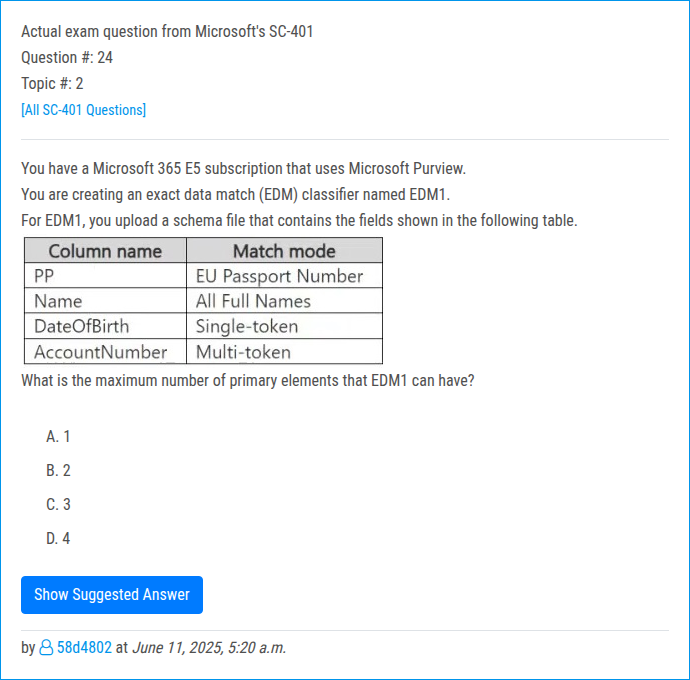 Actual exam question from Microsoft's SC-401
Question #: 24
Topic #: 2
[All SC-401 Questions]
You have a Microsoft 365 E5 subscription that uses Microsoft Purview.
You are creating an exact data match (EDM) classifier named EDM1.
For EDM1, you upload a schema file that contains the fields shown in the following table.
Column name Match mode
PP EU Passport Number
Name All Full Names
DateOfBirth Single-token
AccountNumber Multi-token
What is the maximum number of primary elements that EDM1 can have?
A. 1
B. 2
C. 3
D. 4
Show Suggested Answer
by 58d4802 at June 11, 2025, 5:20 a.m.